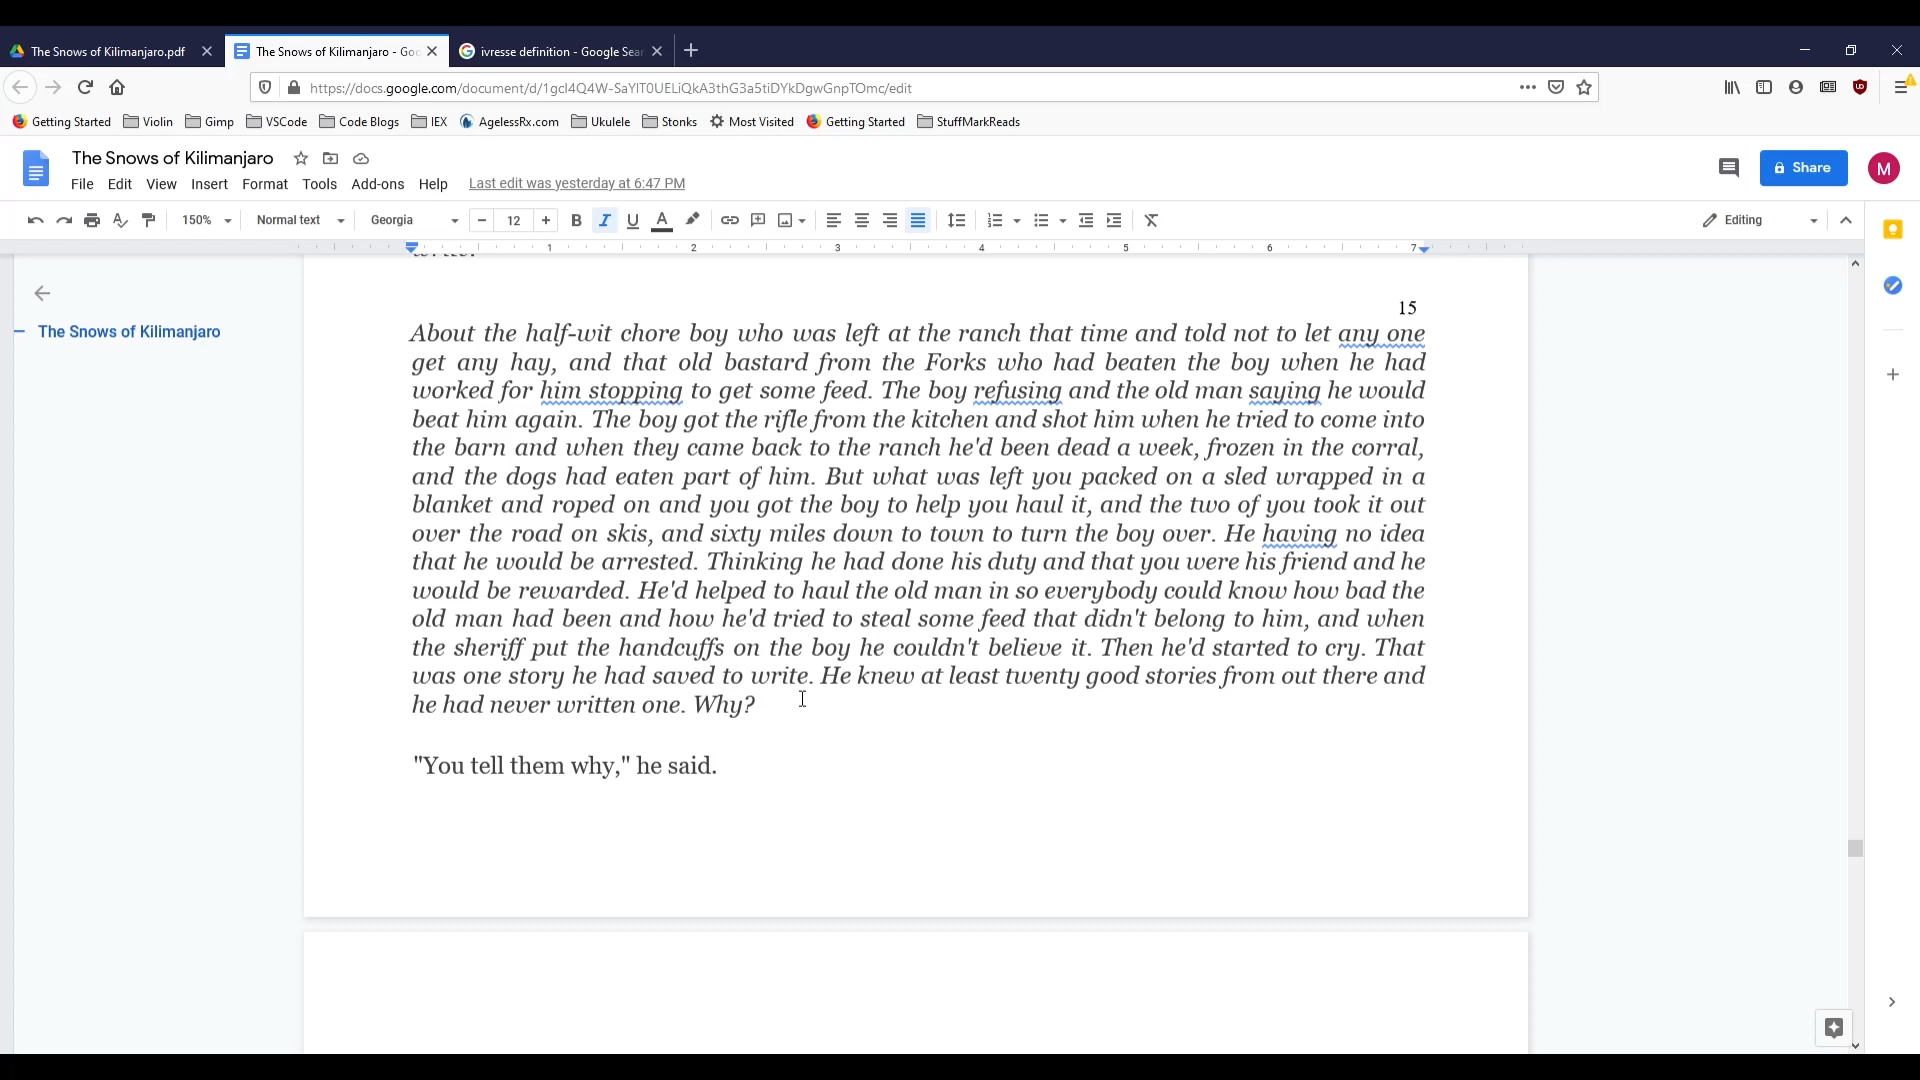 The Snows of Kilimanjaro.pdf
The Snows of Kilimanjaro - Goo
ivresse definition - Google Sear
https://docs.google.com/document/d/1gcl4Q4W-SaYlT0UELiQkA3thG3a5tiDYkDgwGnpTOmc/edit
Getting Started Violin Gimp VSCode Code Blogs IEX AgelessRx.com Ukulele Stonks Most Visited Getting Started StuffMarkReads
The Snows of Kilimanjaro
Share
M
File Edit View Insert Format Tools Add-ons Help Last edit was yesterday at 6:47 PM
150% Normal text Georgia 12 B I U A Editing
1 2 3 4 5 6 7
The Snows of Kilimanjaro
15
About the half-wit chore boy who was left at the ranch that time and told not to let any one
get any hay, and that old bastard from the Forks who had beaten the boy when he had
worked for him stopping to get some feed. The boy refusing and the old man saying he would
beat him again. The boy got the rifle from the kitchen and shot him when he tried to come into
the barn and when they came back to the ranch he'd been dead a week, frozen in the corral,
and the dogs had eaten part of him. But what was left you packed on a sled wrapped in a
blanket and roped on and you got the boy to help you haul it, and the two of you took it out
over the road on skis, and sixty miles down to town to turn the boy over. He having no idea
that he would be arrested. Thinking he had done his duty and that you were his friend and he
would be rewarded. He'd helped to haul the old man in so everybody could know how bad the
old man had been and how he'd tried to steal some feed that didn't belong to him, and when
the sheriff put the handcuffs on the boy he couldn't believe it. Then he'd started to cry. That
was one story he had saved to write. He knew at least twenty good stories from out there and
he had never written one. Why?
"You tell them why," he said.